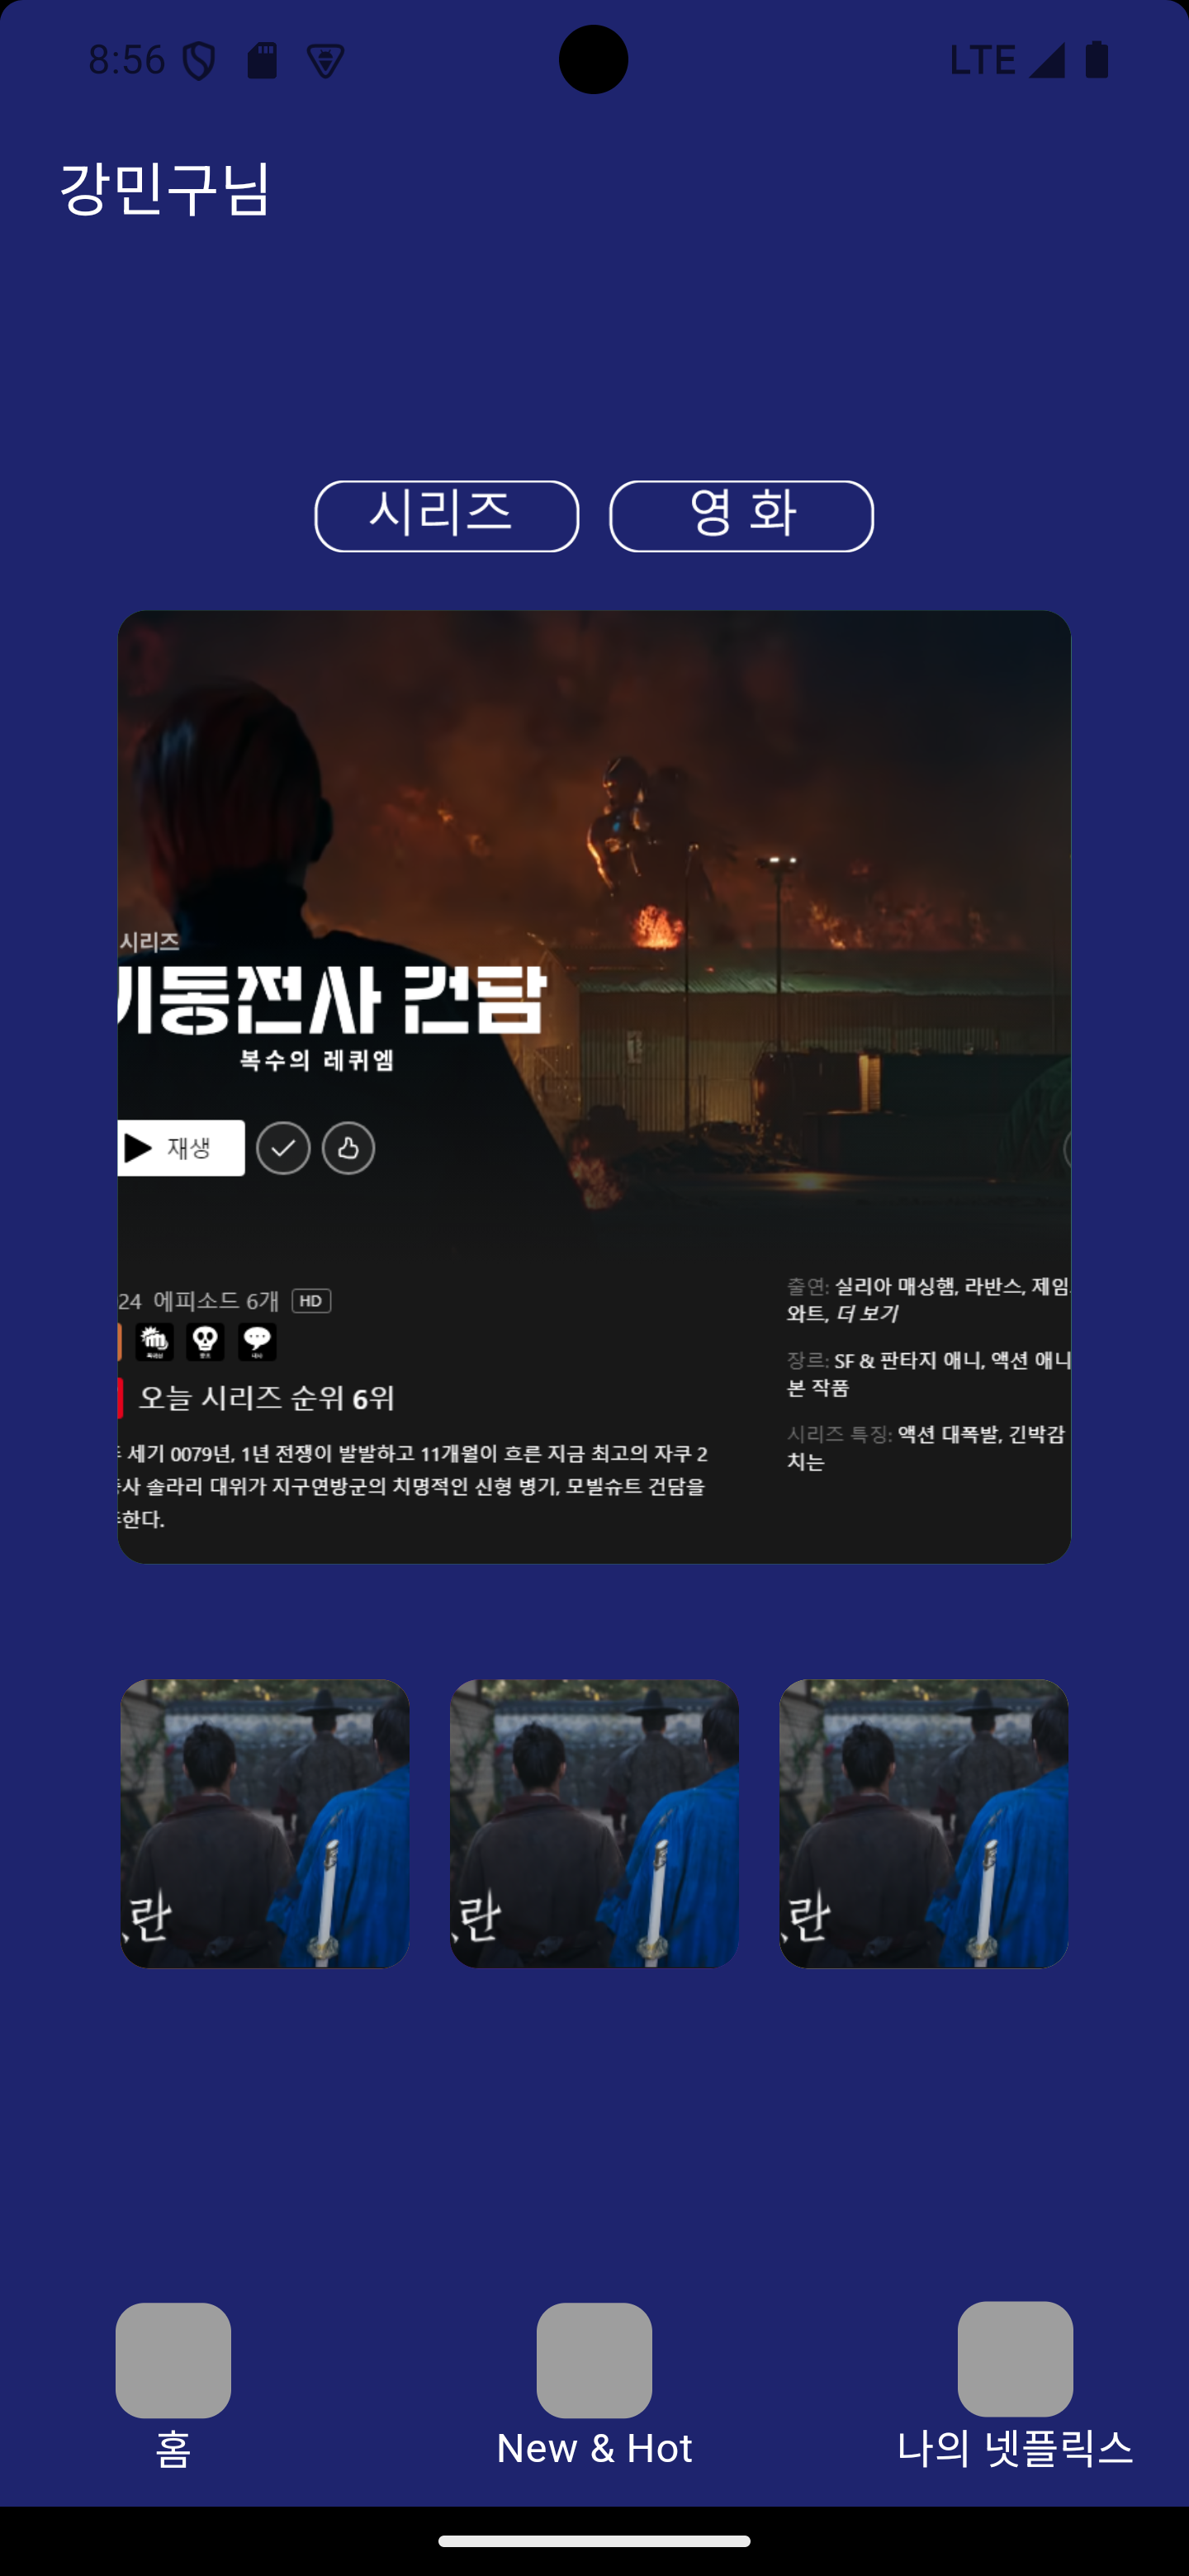 8:56
LTE
강민구님
시리즈
영 화
시리즈
기동전사 건담
복수의 레퀴엠
재생
24 에피소드 6개 HD
오늘 시리즈 순위 6위
세기 0079년, 1년 전쟁이 발발하고 11개월이 흐른 지금 최고의 자쿠 2
솔라리 대위가 지구연방군의 치명적인 신형 병기, 모빌슈트 건담을
한다.
출연: 실리아 매싱햄, 라반스, 제임
와트, 더 보기
장르: SF & 판타지 애니, 액션 애니
본 작품
시리즈 특징: 액션 대폭발, 긴박감
치는
란
란
란
홈
New & Hot
나의 넷플릭스